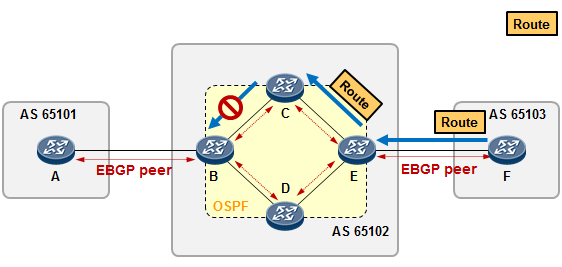 Route
AS 65101
A
EBGP peer
B
C
Route
D
E
OSPF
AS 65102
AS 65103
Route
EBGP peer
F